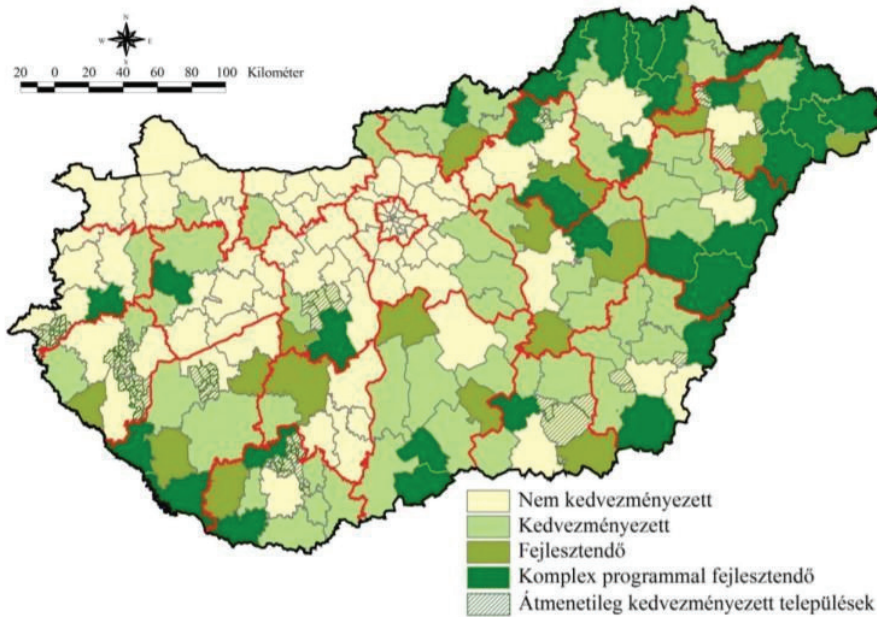 N
W E
S
20 0 20 40 60 80 100 Kilométer
Nem kedvezményezett
Kedvezményezett
Fejlesztendő
Komplex programmal fejlesztendő
Átmenetileg kedvezményezett települések